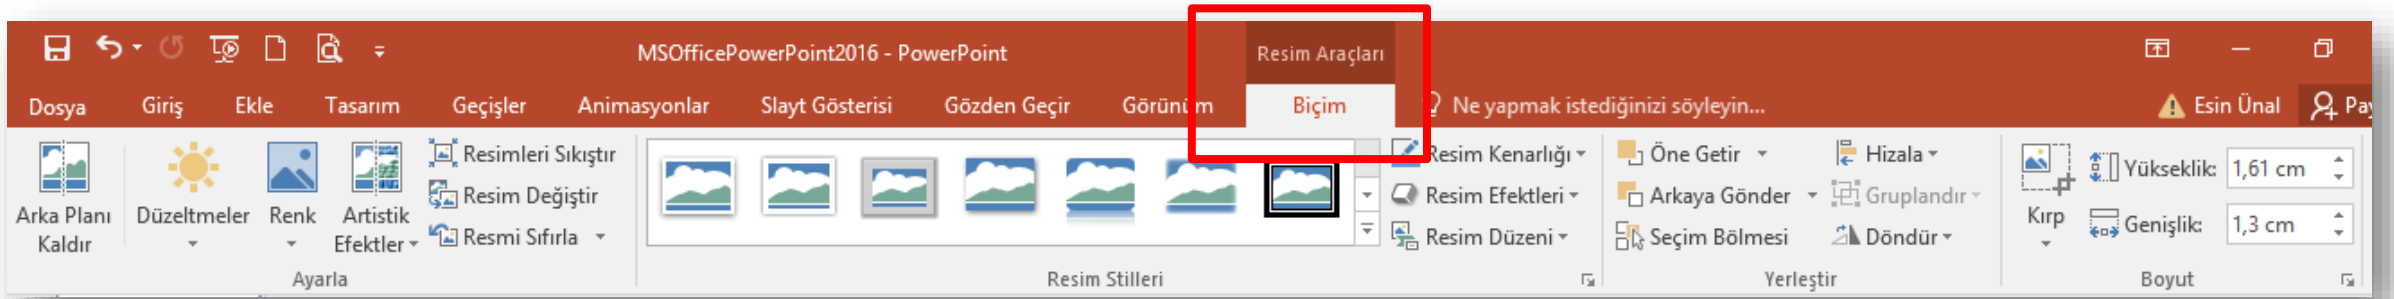 MSOfficePowerPoint2016 - PowerPoint
Resim Araçları
Dosya Giriş Ekle Tasarım Geçişler Animasyonlar Slayt Gösterisi Gözden Geçir Görünüm Biçim Ne yapmak istediğinizi söyleyin... Esin Ünal
Arka Planı Kaldır
Düzeltmeler
Renk
Artistik Efektler
Resimleri Sıkıştır
Resim Değiştir
Resmi Sıfırla
Ayarla
Resim Stilleri
Resim Kenarlığı
Resim Efektleri
Resim Düzeni
Öne Getir
Arkaya Gönder
Seçim Bölmesi
Hizala
Gruplandır
Döndür
Yerleştir
Kırp
Yükseklik: 1,61 cm
Genişlik: 1,3 cm
Boyut